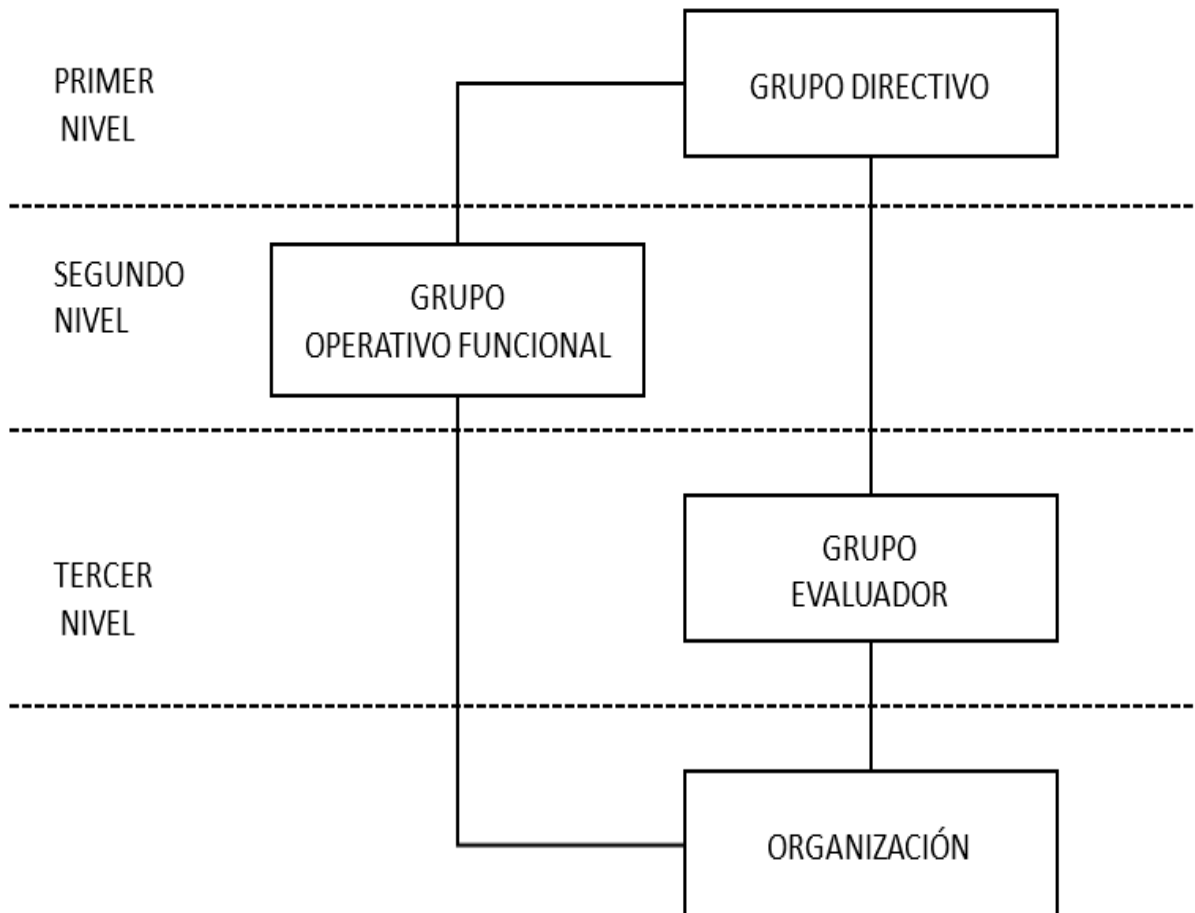 PRIMER
NIVEL
GRUPO DIRECTIVO
SEGUNDO
NIVEL
GRUPO
OPERATIVO FUNCIONAL
TERCER
NIVEL
GRUPO
EVALUADOR
ORGANIZACIÓN